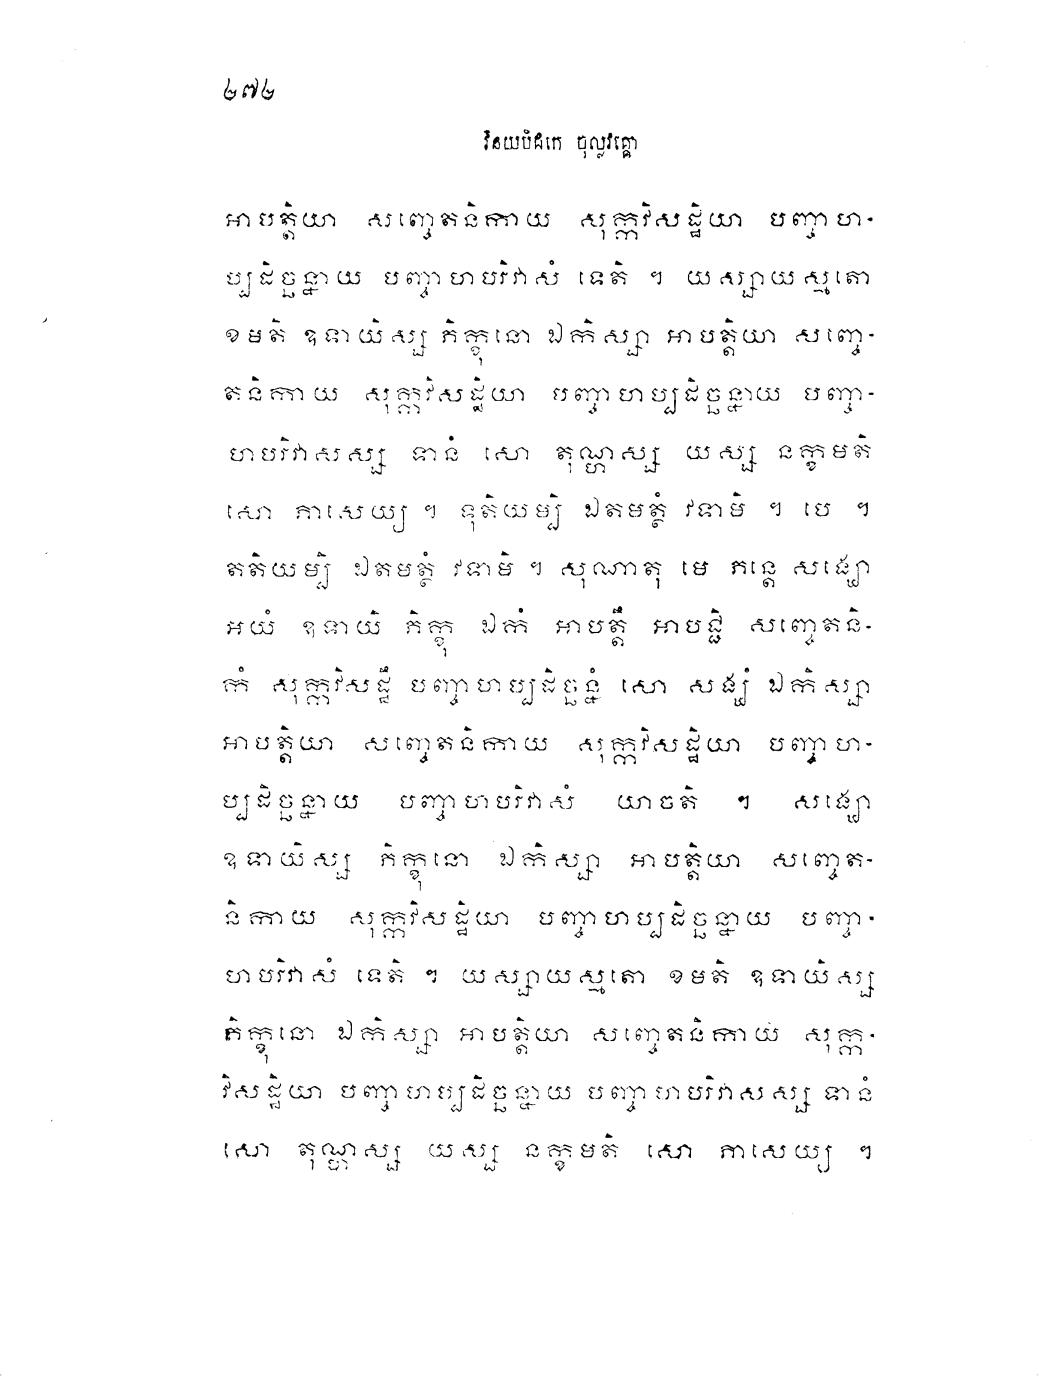 ៤៧៤
វិនយបិដកេ ចុល្លវគ្គោ
អាបត្តិយា សញ្ចេតនិកាយ សុក្កវិសដ្ឋិយា បញ្ចាហ-
ប្បដិច្ឆន្នាយ បញ្ចាហបរិវាសំ ទេតិ ។ យស្សាយស្មតោ
ខមតិ ឧទាយិស្ស ភិក្ខុនោ ឯកិស្សា អាបត្តិយា សញ្ចេ-
តនិកាយ សុក្កវិសដ្ឋិយា បញ្ចាហប្បដិច្ឆន្នាយ បញ្ចា-
ហបរិវាសស្ស ទានំ សោ តុណ្ហស្ស យស្ស នក្ខមតិ
សោ ភាសេយ្យ ។ ទុតិយម្បិ ឯតមត្ថំ វទាមិ ។ បេ ។
តតិយម្បិ ឯតមត្ថំ វទាមិ ។ សុណាតុ មេ ភន្តេ សង្ឃោ
អយំ ឧទាយិ ភិក្ខុ ឯកំ អាបត្តឹ អាបជ្ជិ សញ្ចេតនិ-
កំ សុក្កវិសដ្ឋឹ បញ្ចាហប្បដិច្ឆន្នំ សោ សង្ឃំ ឯកិស្សា
អាបត្តិយា សញ្ចេតនិកាយ សុក្កវិសដ្ឋិយា បញ្ចាហ-
ប្បដិច្ឆន្នាយ បញ្ចាហបរិវាសំ យាចតិ ។ សង្ឃោ
ឧទាយិស្ស ភិក្ខុនោ ឯកិស្សា អាបត្តិយា សញ្ចេត-
និកាយ សុក្កវិសដ្ឋិយា បញ្ចាហប្បដិច្ឆន្នាយ បញ្ចា-
ហបរិវាសំ ទេតិ ។ យស្សាយស្មតោ ខមតិ ឧទាយិស្ស
ភិក្ខុនោ ឯកិស្សា អាបត្តិយា សញ្ចេតនិកាយ សុក្ក-
វិសដ្ឋិយា បញ្ចាហប្បដិច្ឆន្នាយ បញ្ចាហបរិវាសស្ស ទានំ
សោ តុណ្ហស្ស យស្ស នក្ខមតិ សោ ភាសេយ្យ ។